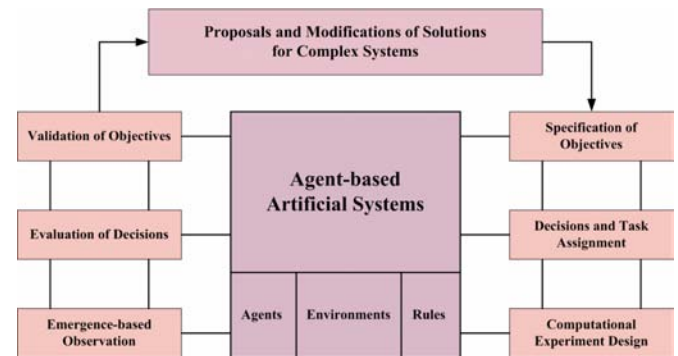 Proposals and Modifications of Solutions
for Complex Systems
Validation of Objectives
Specification of
Objectives
Agent-based
Artificial Systems
Evaluation of Decisions
Decisions and Task
Assignment
Agents
Environments
Rules
Emergence-based
Observation
Computational
Experiment Design